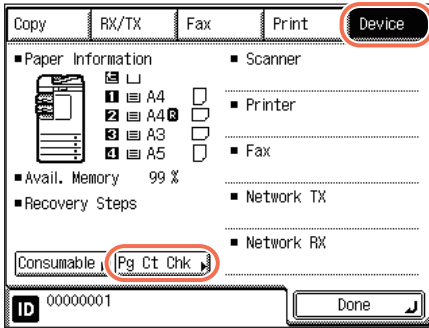 Copy RX/TX Fax Print Device
■Paper Information
1 A4
2 A4R
3 A3
4 A5
■Avail. Memory 99 %
■Recovery Steps
Consumable Pg Ct Chk
■ Scanner
■ Printer
■ Fax
■ Network TX
■ Network RX
ID 00000001
Done